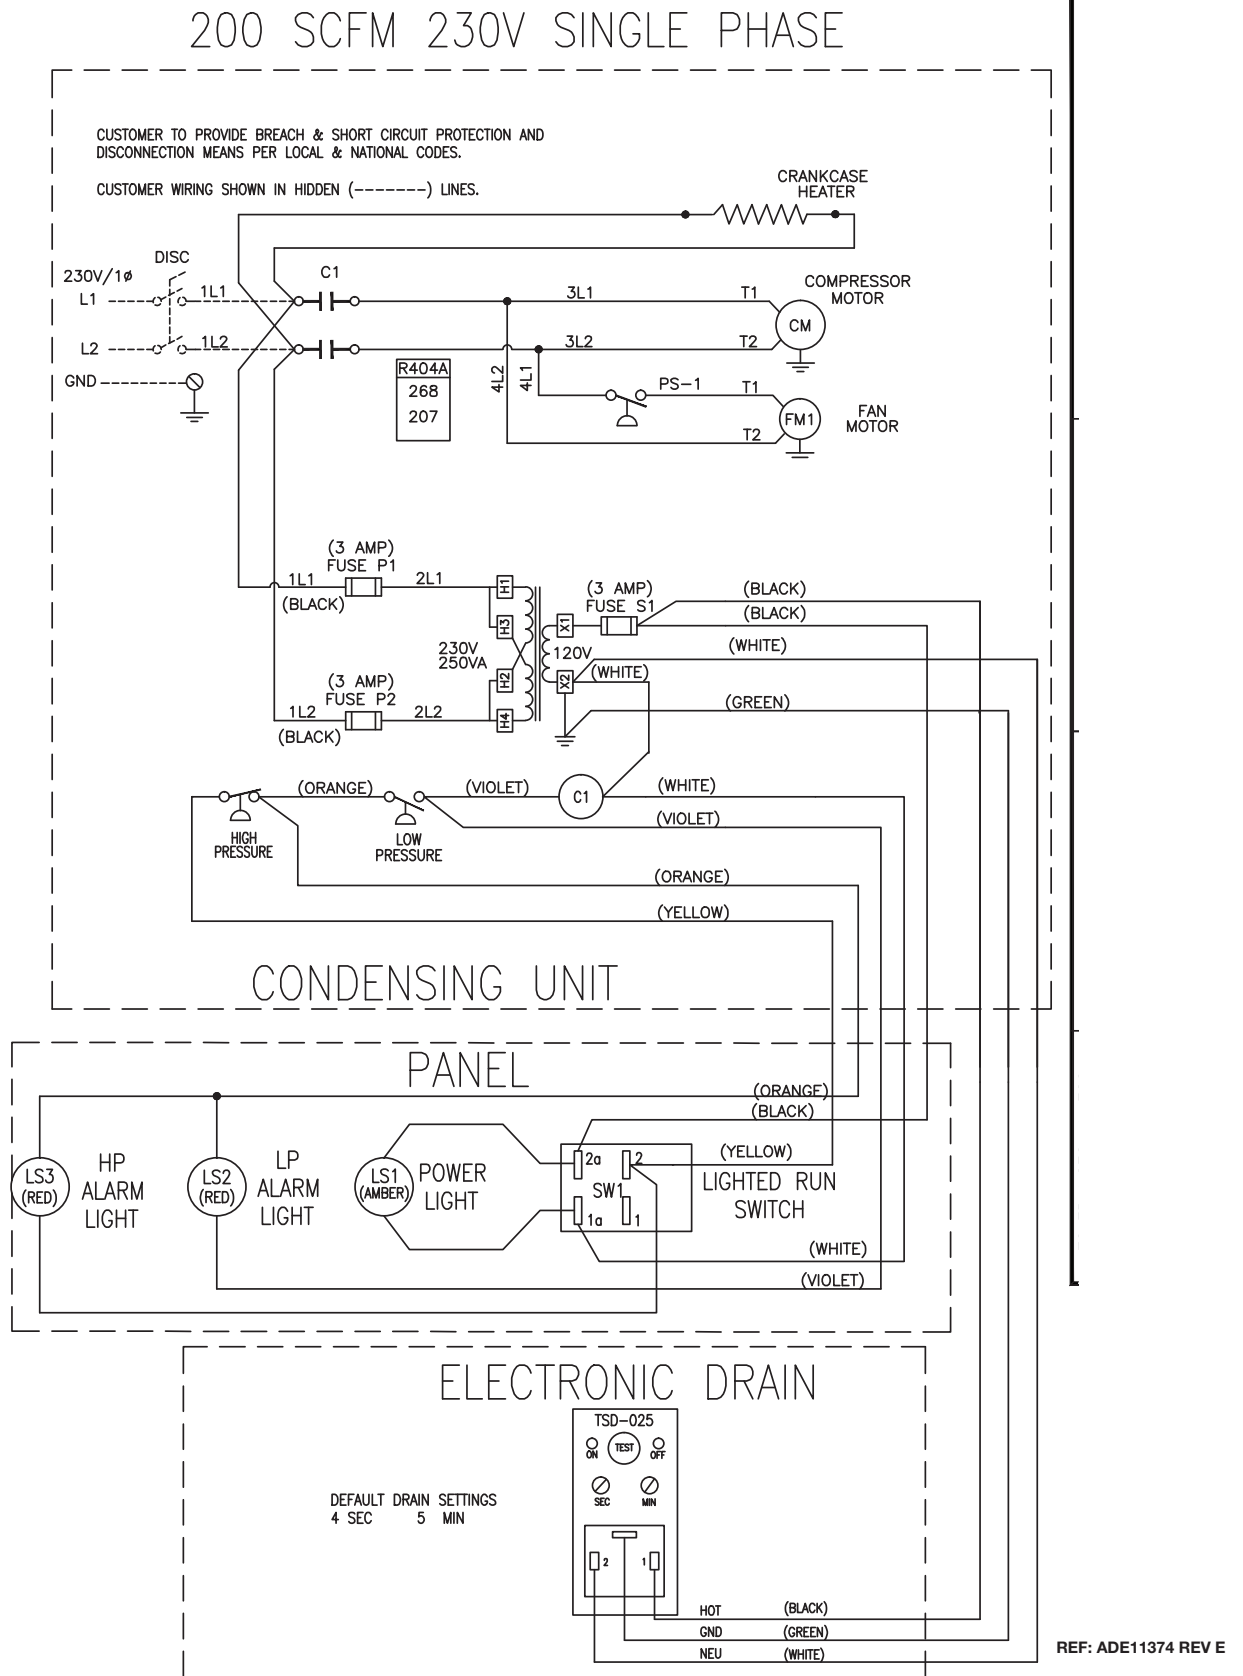 200 SCFM 230V SINGLE PHASE
CUSTOMER TO PROVIDE BREACH & SHORT CIRCUIT PROTECTION AND
DISCONNECTION MEANS PER LOCAL & NATIONAL CODES.
CUSTOMER WIRING SHOWN IN HIDDEN (-------) LINES.
CRANKCASE
HEATER
DISC
230V/1ø
L1
1L1
C1
3L1
T1
COMPRESSOR
MOTOR
CM
L2
1L2
3L2
T2
GND
R404A
268
207
4L2
4L1
PS-1
T1
FM1
FAN
MOTOR
T2
(3 AMP)
FUSE P1
1L1
(BLACK)
2L1
H1
H3
H2
H4
230V
250VA
(3 AMP)
FUSE P2
1L2
(BLACK)
2L2
X1
120V
X2
(3 AMP)
FUSE S1
(BLACK)
(BLACK)
(WHITE)
(WHITE)
(GREEN)
(ORANGE)
(VIOLET)
C1
(WHITE)
(VIOLET)
HIGH
PRESSURE
LOW
PRESSURE
(ORANGE)
(YELLOW)
CONDENSING UNIT
PANEL
(ORANGE)
(BLACK)
LS3
(RED)
HP
ALARM
LIGHT
LS2
(RED)
LP
ALARM
LIGHT
LS1
(AMBER)
POWER
LIGHT
2a
2
SW1
1a
1
(YELLOW)
LIGHTED RUN
SWITCH
(WHITE)
(VIOLET)
ELECTRONIC DRAIN
TSD-025
ON
TEST
OFF
SEC
MIN
DEFAULT DRAIN SETTINGS
4 SEC 5 MIN
2
1
HOT (BLACK)
GND (GREEN)
NEU (WHITE)
REF: ADE11374 REV E